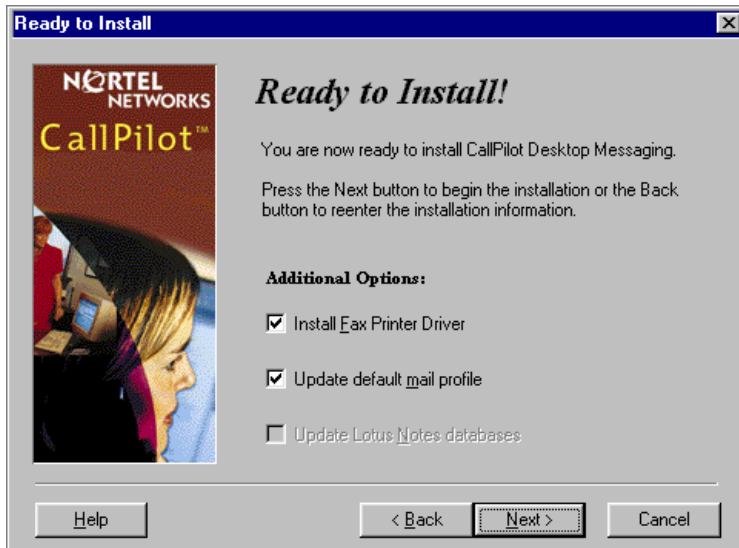 Ready to Install
NORTEL
NETWORKS
CallPilot™
Ready to Install!
You are now ready to install CallPilot Desktop Messaging.
Press the Next button to begin the installation or the Back
button to reenter the installation information.
Additional Options:
Install Fax Printer Driver
Update default mail profile
Update Lotus Notes databases
Help
< Back
Next >
Cancel